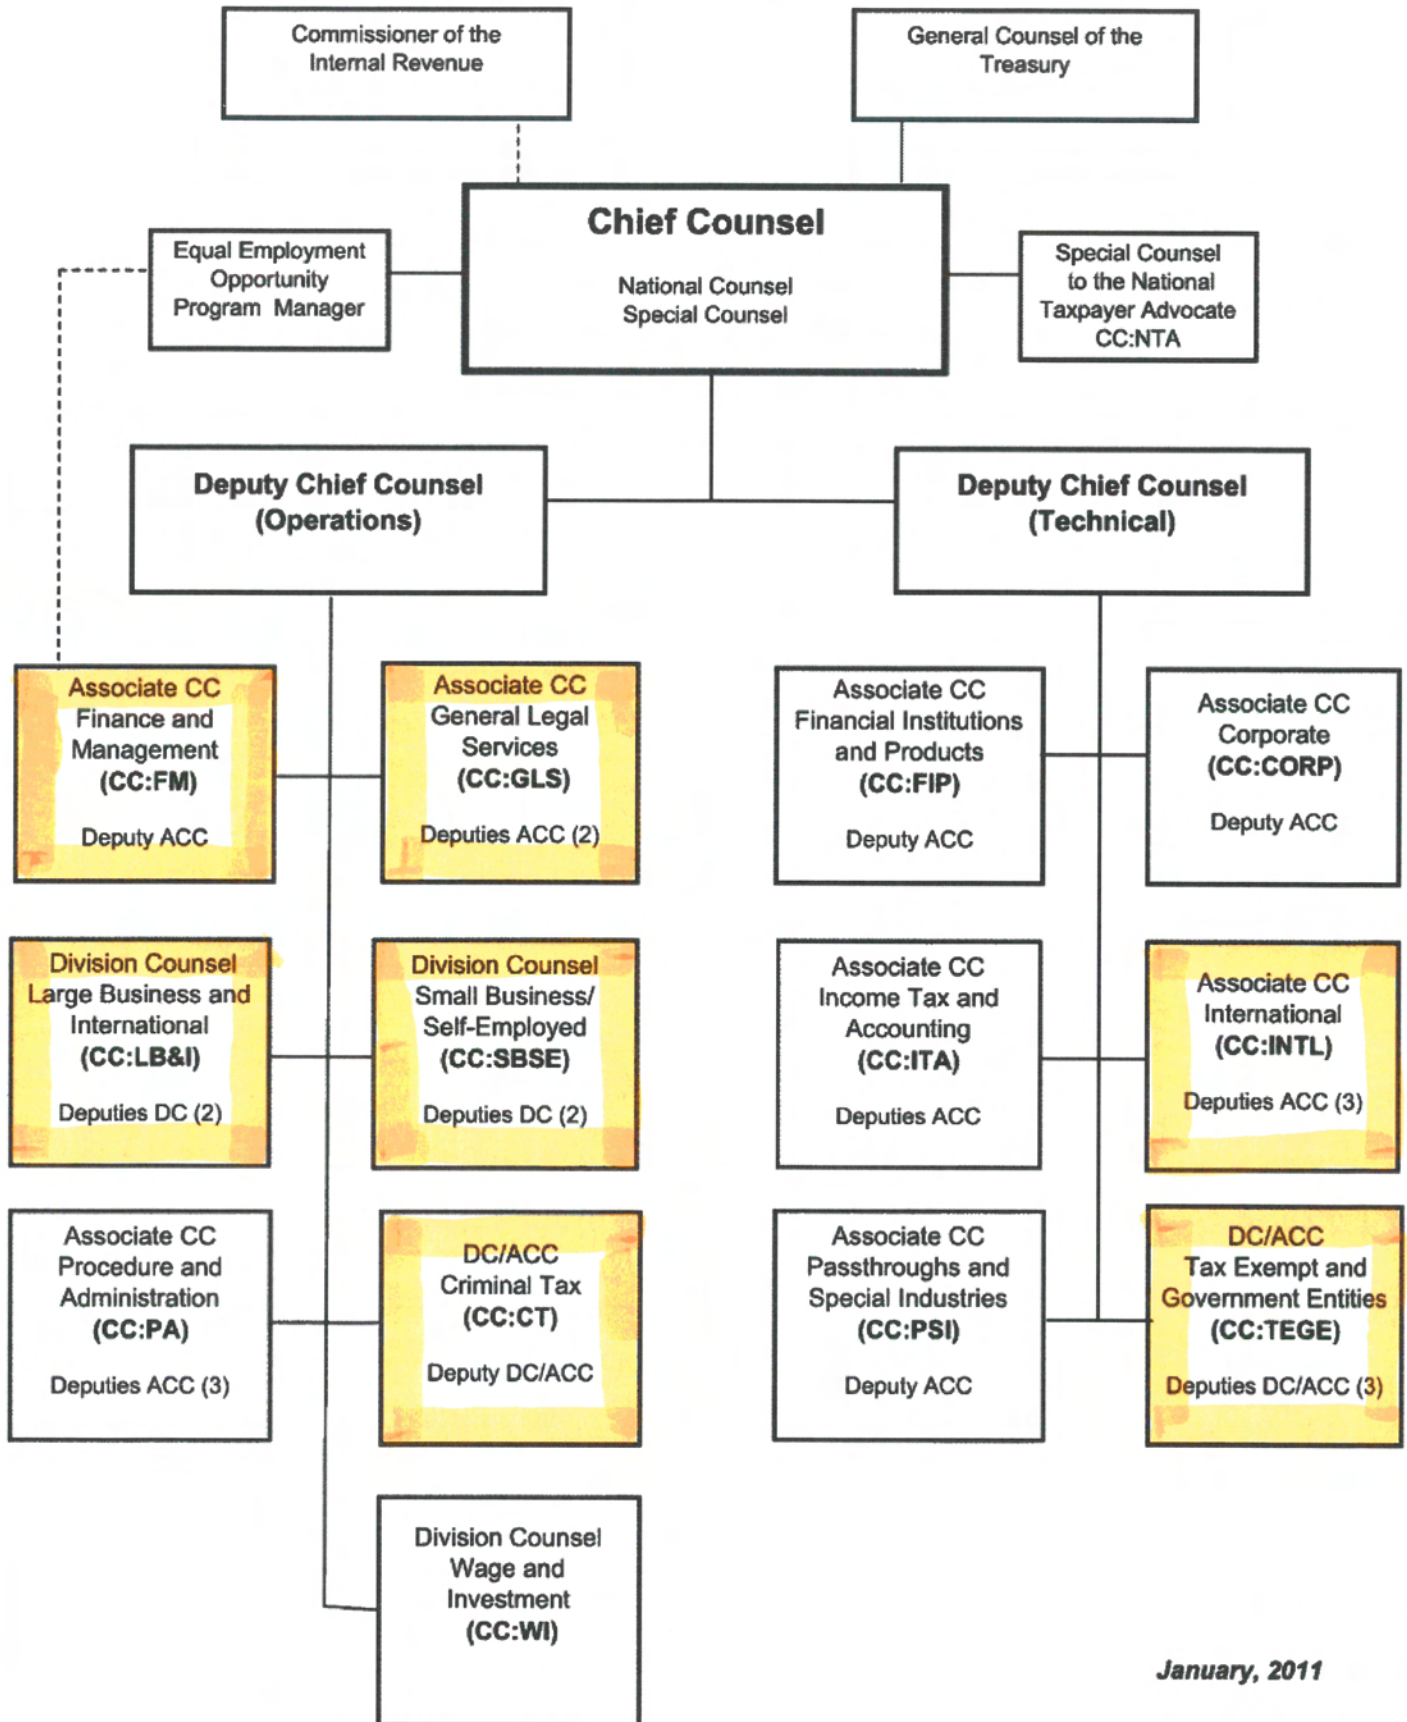 Commissioner of the
Internal Revenue
General Counsel of the
Treasury
Chief Counsel
National Counsel
Special Counsel
Equal Employment
Opportunity
Program Manager
Special Counsel
to the National
Taxpayer Advocate
CC:NTA
Deputy Chief Counsel
(Operations)
Deputy Chief Counsel
(Technical)
Associate CC
Finance and
Management
(CC:FM)
Deputy ACC
Associate CC
General Legal
Services
(CC:GLS)
Deputies ACC (2)
Associate CC
Financial Institutions
and Products
(CC:FIP)
Deputy ACC
Associate CC
Corporate
(CC:CORP)
Deputy ACC
Division Counsel
Large Business and
International
(CC:LB&I)
Deputies DC (2)
Division Counsel
Small Business/
Self-Employed
(CC:SBSE)
Deputies DC (2)
Associate CC
Income Tax and
Accounting
(CC:ITA)
Deputies ACC
Associate CC
International
(CC:INTL)
Deputies ACC (3)
Associate CC
Procedure and
Administration
(CC:PA)
Deputies ACC (3)
DC/ACC
Criminal Tax
(CC:CT)
Deputy DC/ACC
Associate CC
Passthroughs and
Special Industries
(CC:PSI)
Deputy ACC
DC/ACC
Tax Exempt and
Government Entities
(CC:TEGE)
Deputies DC/ACC (3)
Division Counsel
Wage and
Investment
(CC:WI)
January, 2011